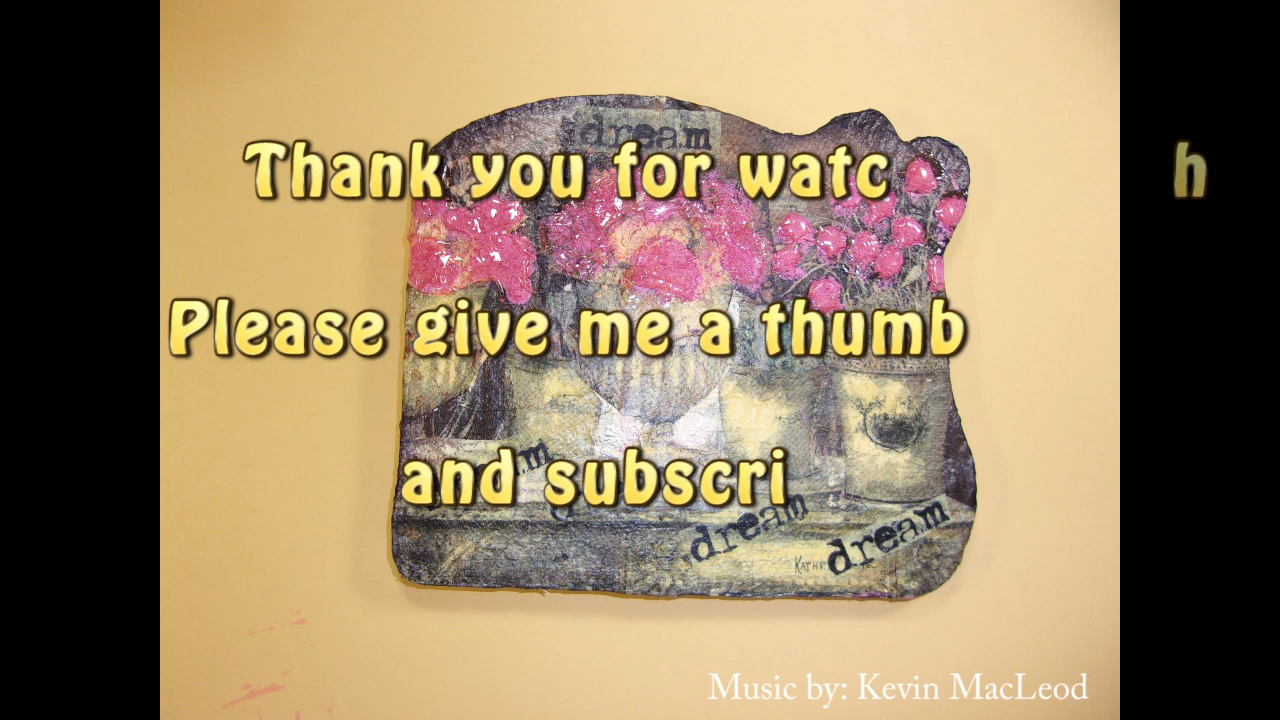 dream
Thank you for watc h
Please give me a thumb
and subscri
dream
dream
Music by: Kevin MacLeod